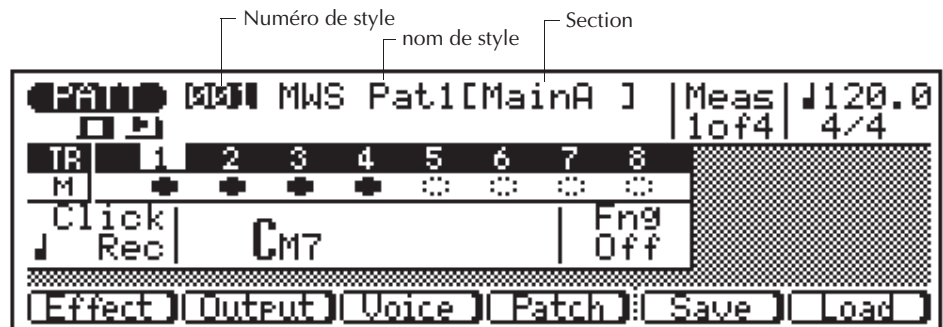 Numéro de style
nom de style
Section
PATT 001 MWS Pat1[MainA ] Meas ♩120.0
1of4 4/4
TR 1 2 3 4 5 6 7 8
M
Click Fng
♩ Rec CM7 Off
Effect Output Voice Patch Save Load